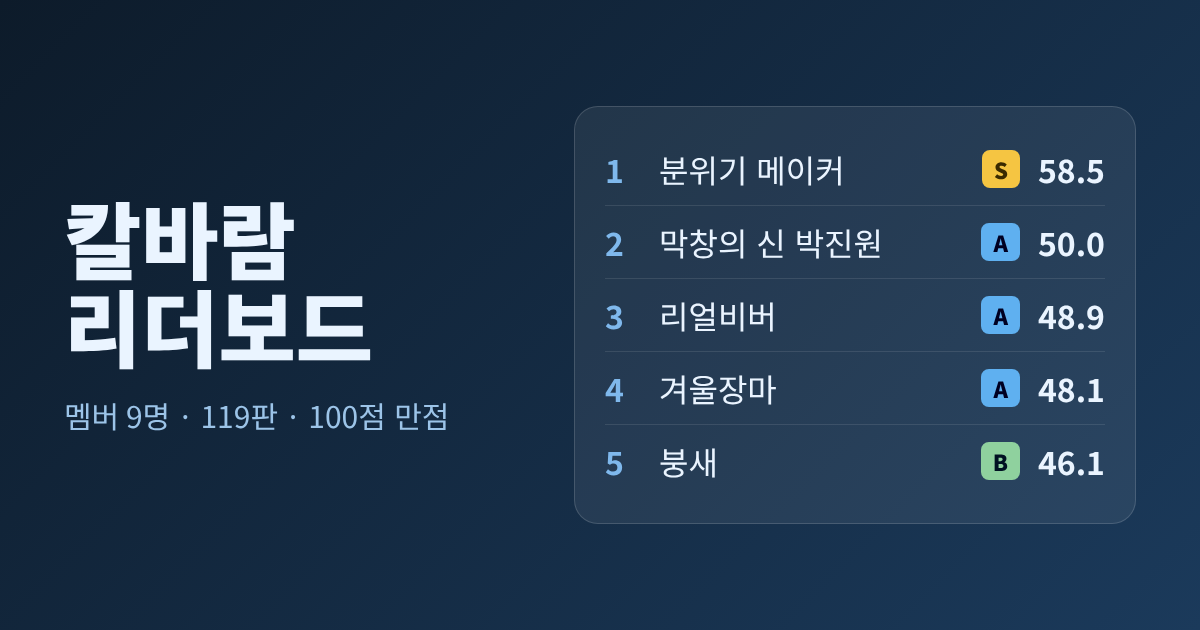 칼바람
리더보드
멤버 9명 · 119판 · 100점 만점
1 분위기 메이커 S 58.5
2 막창의 신 박진원 A 50.0
3 리얼비버 A 48.9
4 겨울장마 A 48.1
5 붕새 B 46.1